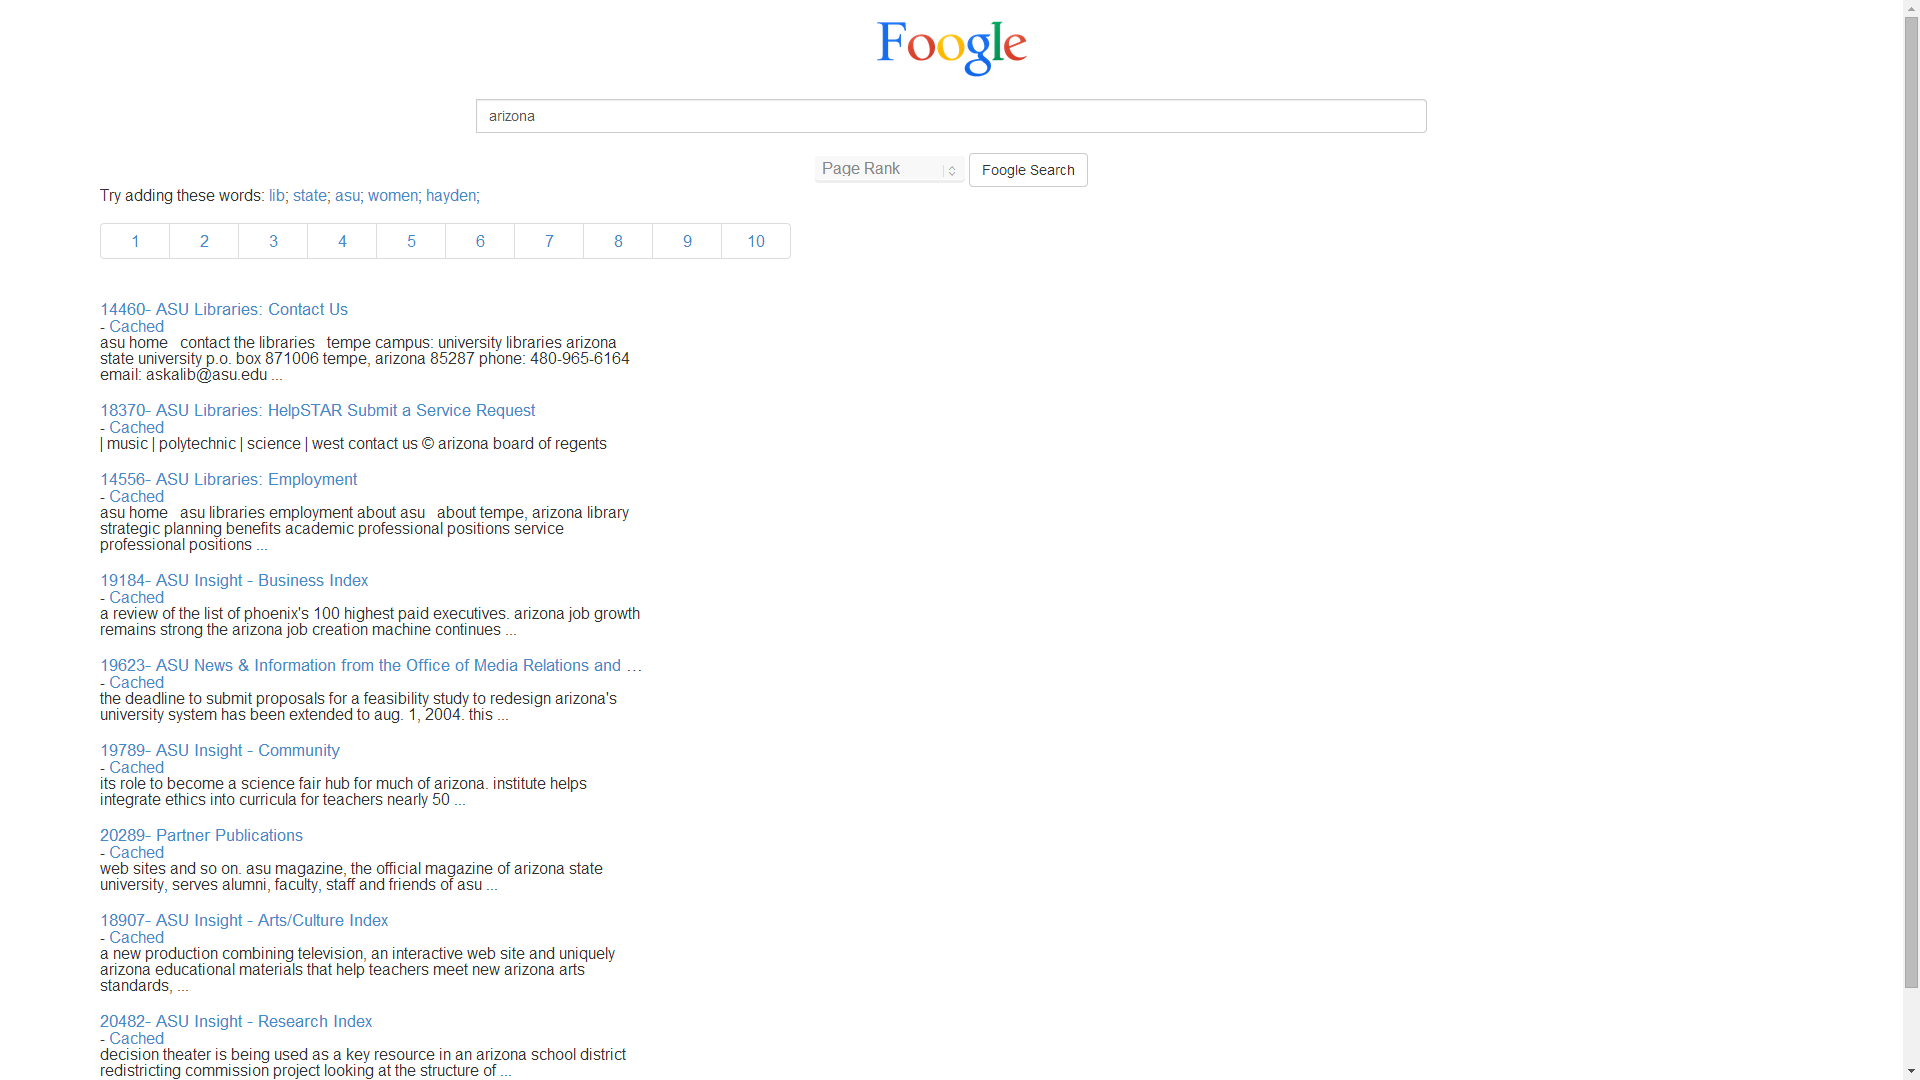 Foogle
arizona
Page Rank
Foogle Search
Try adding these words: lib; state; asu; women; hayden;
1 2 3 4 5 6 7 8 9 10
14460- ASU Libraries: Contact Us
- Cached
asu home contact the libraries tempe campus: university libraries arizona
state university p.o. box 871006 tempe, arizona 85287 phone: 480-965-6164
email: askalib@asu.edu ...
18370- ASU Libraries: HelpSTAR Submit a Service Request
- Cached
| music | polytechnic | science | west contact us © arizona board of regents
14556- ASU Libraries: Employment
- Cached
asu home asu libraries employment about asu about tempe, arizona library
strategic planning benefits academic professional positions service
professional positions ...
19184- ASU Insight - Business Index
- Cached
a review of the list of phoenix's 100 highest paid executives. arizona job growth
remains strong the arizona job creation machine continues ...
19623- ASU News & Information from the Office of Media Relations and ...
- Cached
the deadline to submit proposals for a feasibility study to redesign arizona's
university system has been extended to aug. 1, 2004. this ...
19789- ASU Insight - Community
- Cached
its role to become a science fair hub for much of arizona. institute helps
integrate ethics into curricula for teachers nearly 50 ...
20289- Partner Publications
- Cached
web sites and so on. asu magazine, the official magazine of arizona state
university, serves alumni, faculty, staff and friends of asu ...
18907- ASU Insight - Arts/Culture Index
- Cached
a new production combining television, an interactive web site and uniquely
arizona educational materials that help teachers meet new arizona arts
standards, ...
20482- ASU Insight - Research Index
- Cached
decision theater is being used as a key resource in an arizona school district
redistricting commission project looking at the structure of ...